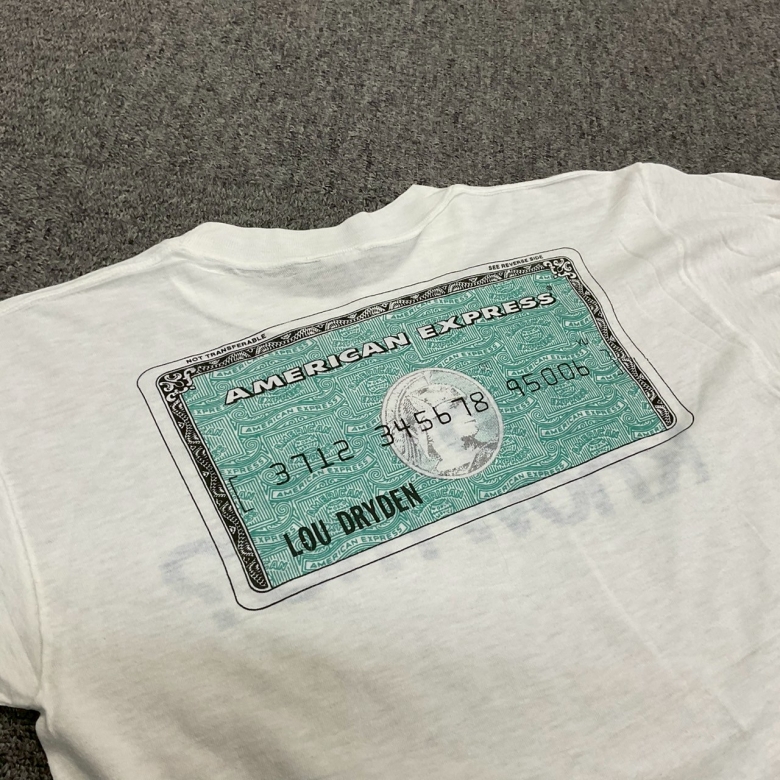 NOT TRANSFERABLE
SEE REVERSE SIDE
AMERICAN EXPRESS®
3712 345678 95006
LOU DRYDEN